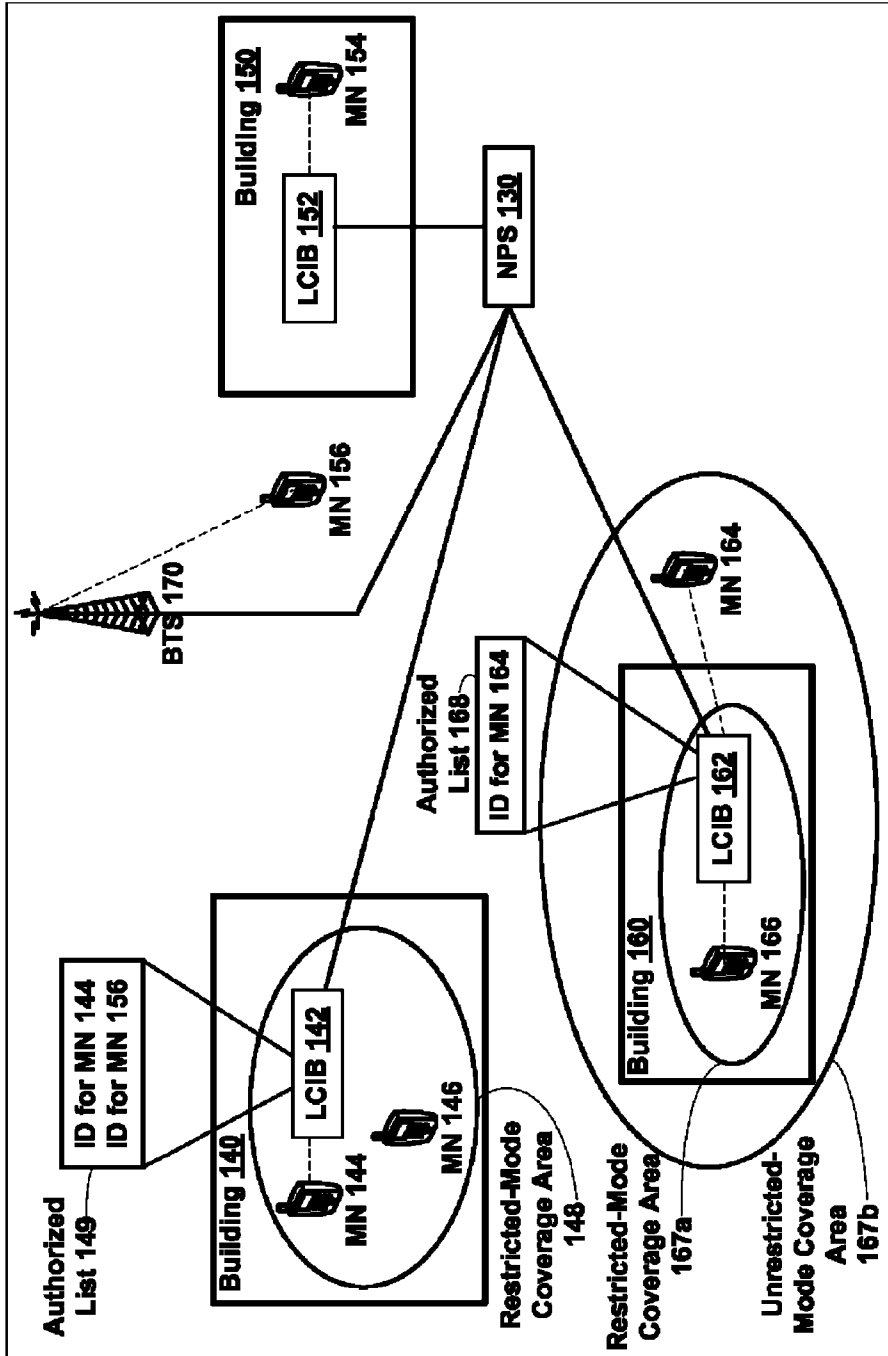 Authorized
List 149
ID for MN 144
ID for MN 156
Building 140
LCIB 142
MN 144
MN 146
Restricted-Mode
Coverage Area
148
BTS 170
MN 156
Building 150
LCIB 152
MN 154
NPS 130
Authorized
List 168
ID for MN 164
Building 160
LCIB 162
MN 166
MN 164
Restricted-Mode
Coverage Area
167a
Unrestricted-
Mode Coverage
Area
167b